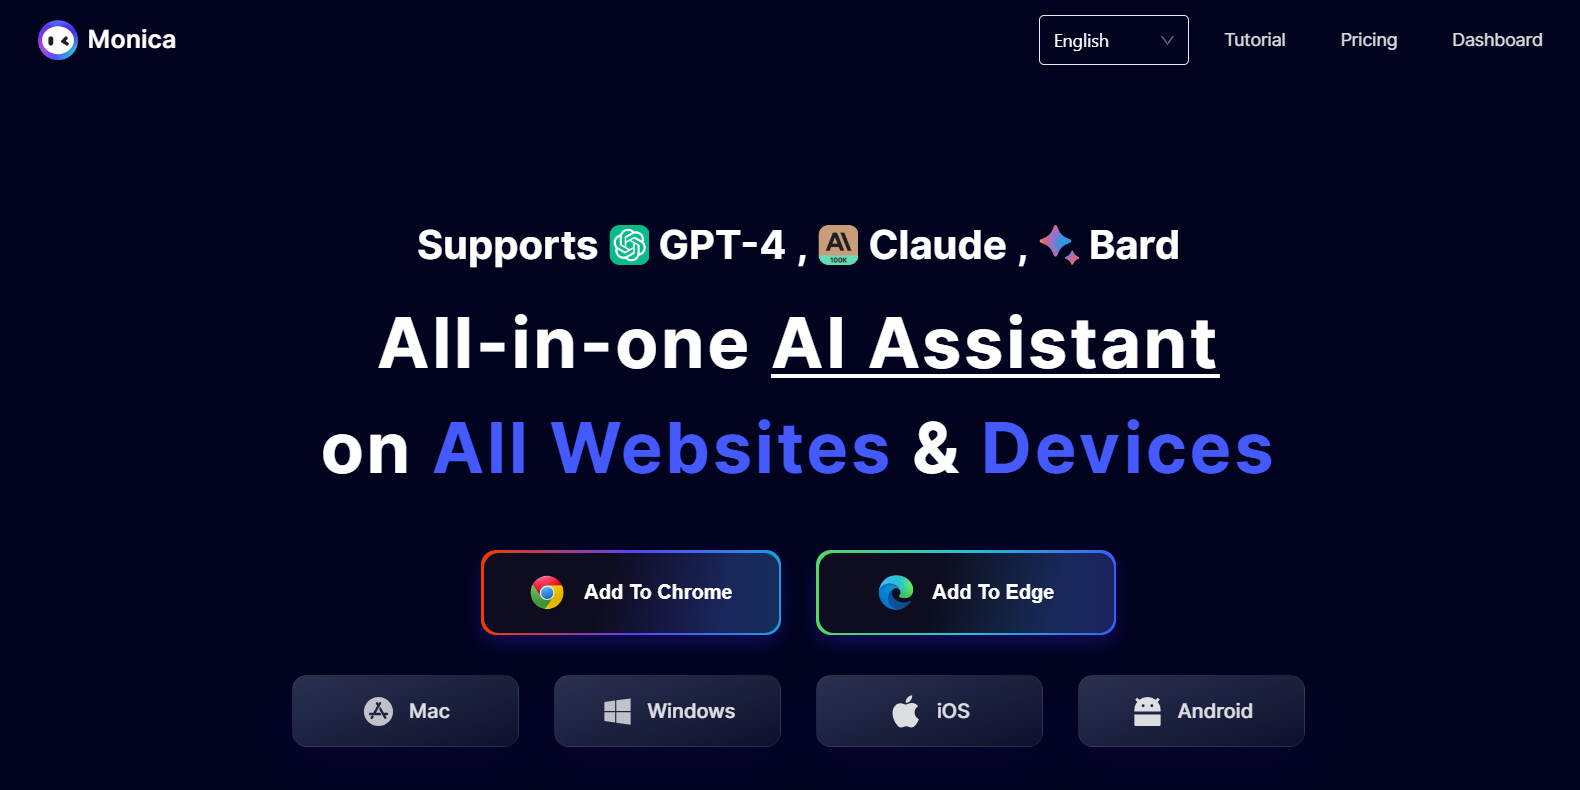 Monica
English
Tutorial
Pricing
Dashboard
Supports GPT-4 , A\ 100K Claude , Bard
All-in-one AI Assistant
on All Websites & Devices
Add To Chrome
Add To Edge
Mac
Windows
iOS
Android